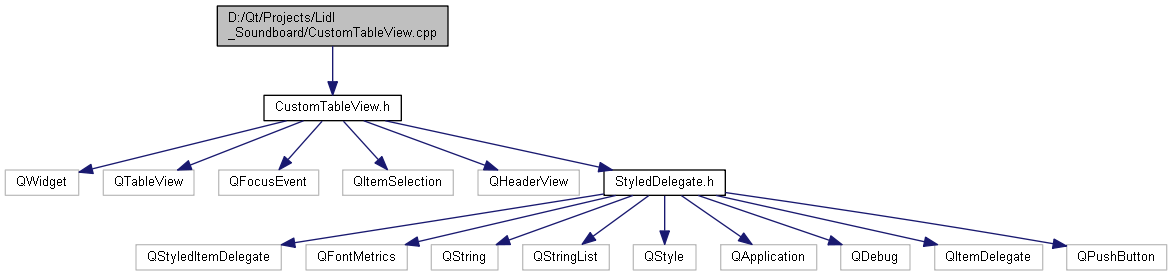 D:/Qt/Projects/Lidl
_Soundboard/CustomTableView.cpp
CustomTableView.h
QWidget
QTableView
QFocusEvent
QItemSelection
QHeaderView
StyledDelegate.h
QStyledItemDelegate
QFontMetrics
QString
QStringList
QStyle
QApplication
QDebug
QItemDelegate
QPushButton